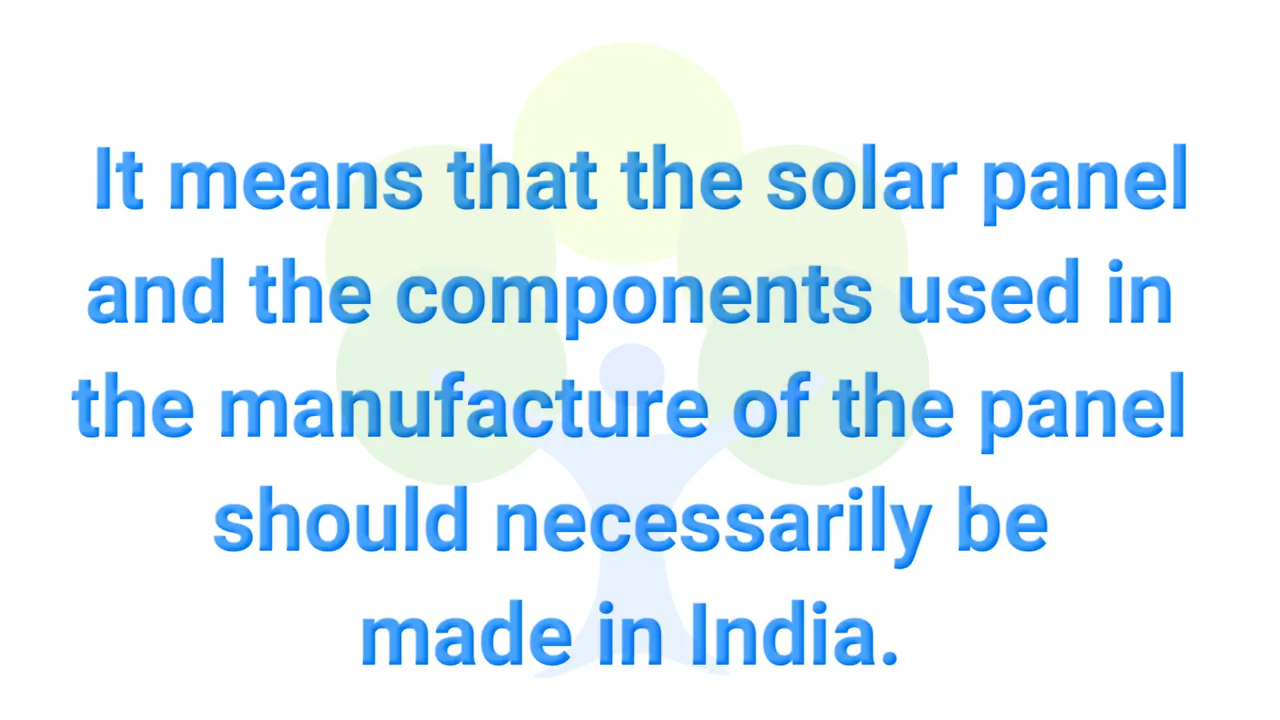 It means that the solar panel
and the components used in
the manufacture of the panel
should necessarily be
made in India.